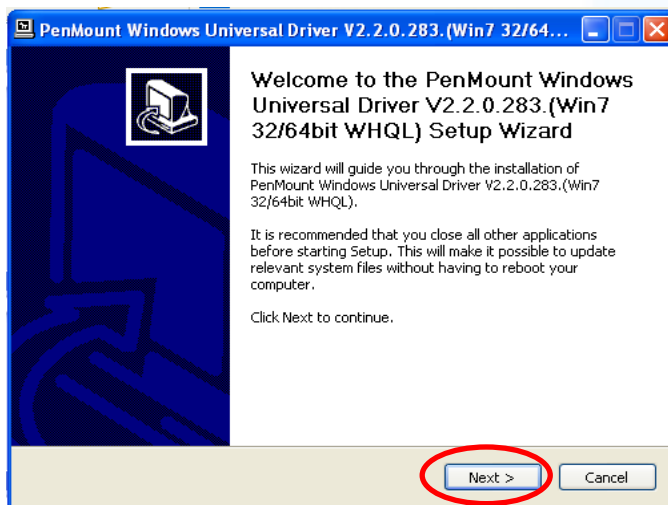 PenMount Windows Universal Driver V2.2.0.283.(Win7 32/64...
Welcome to the PenMount Windows
Universal Driver V2.2.0.283.(Win7
32/64bit WHQL) Setup Wizard
This wizard will guide you through the installation of
PenMount Windows Universal Driver V2.2.0.283.(Win7
32/64bit WHQL).
It is recommended that you close all other applications
before starting Setup. This will make it possible to update
relevant system files without having to reboot your
computer.
Click Next to continue.
Next > Cancel